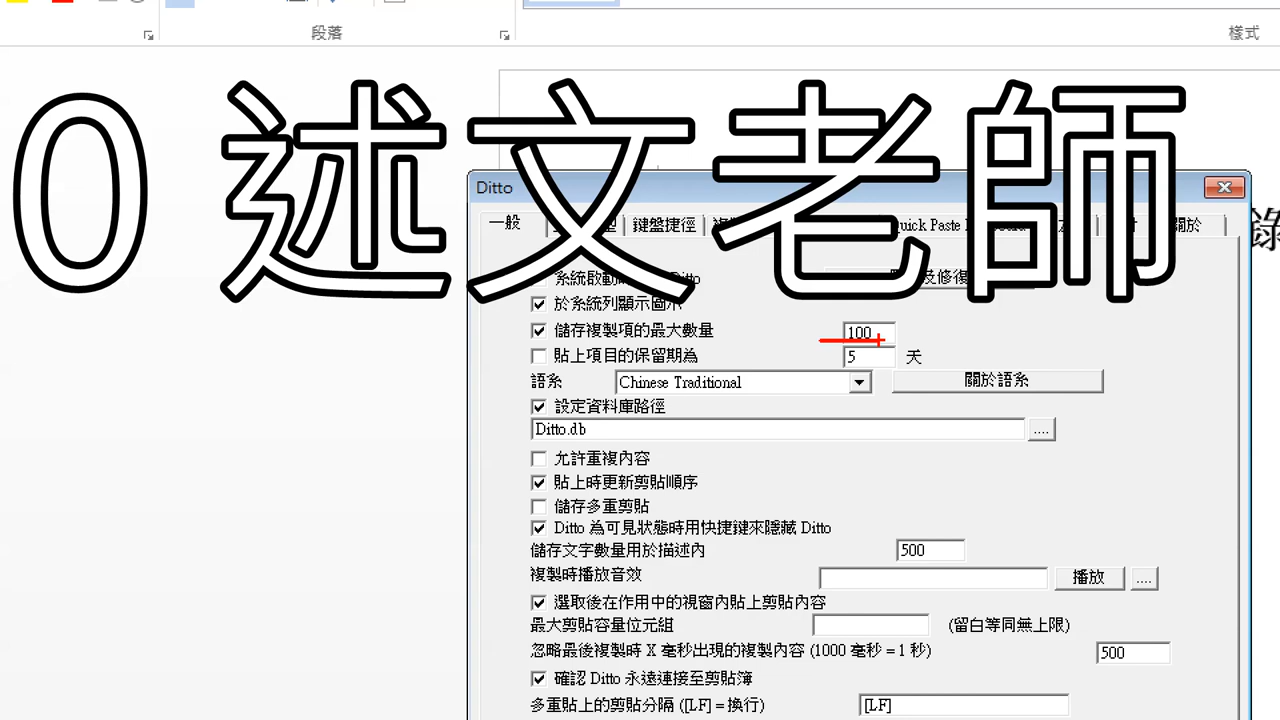 段落
樣式
0 述文老師
Ditto
一般
鍵盤捷徑
Quick Paste
關於
錄
系統啟動
Ditto
及修復
於系統列顯示圖示
儲存複製項的最大數量 100
貼上項目的保留期為 5 天
語系 Chinese Traditional 關於語系
設定資料庫路徑
Ditto.db ....
允許重複內容
貼上時更新剪貼順序
儲存多重剪貼
Ditto 為可見狀態時用快捷鍵來隱藏 Ditto
儲存文字數量用於描述內 500
複製時播放音效 播放 ....
選取後在作用中的視窗內貼上剪貼內容
最大剪貼容量位元組 (留白等同無上限)
忽略最後複製時 X 毫秒出現的複製內容 (1000 毫秒 = 1 秒) 500
確認 Ditto 永遠連接至剪貼簿
多重貼上的剪貼分隔 ([LF] = 換行) [LF]